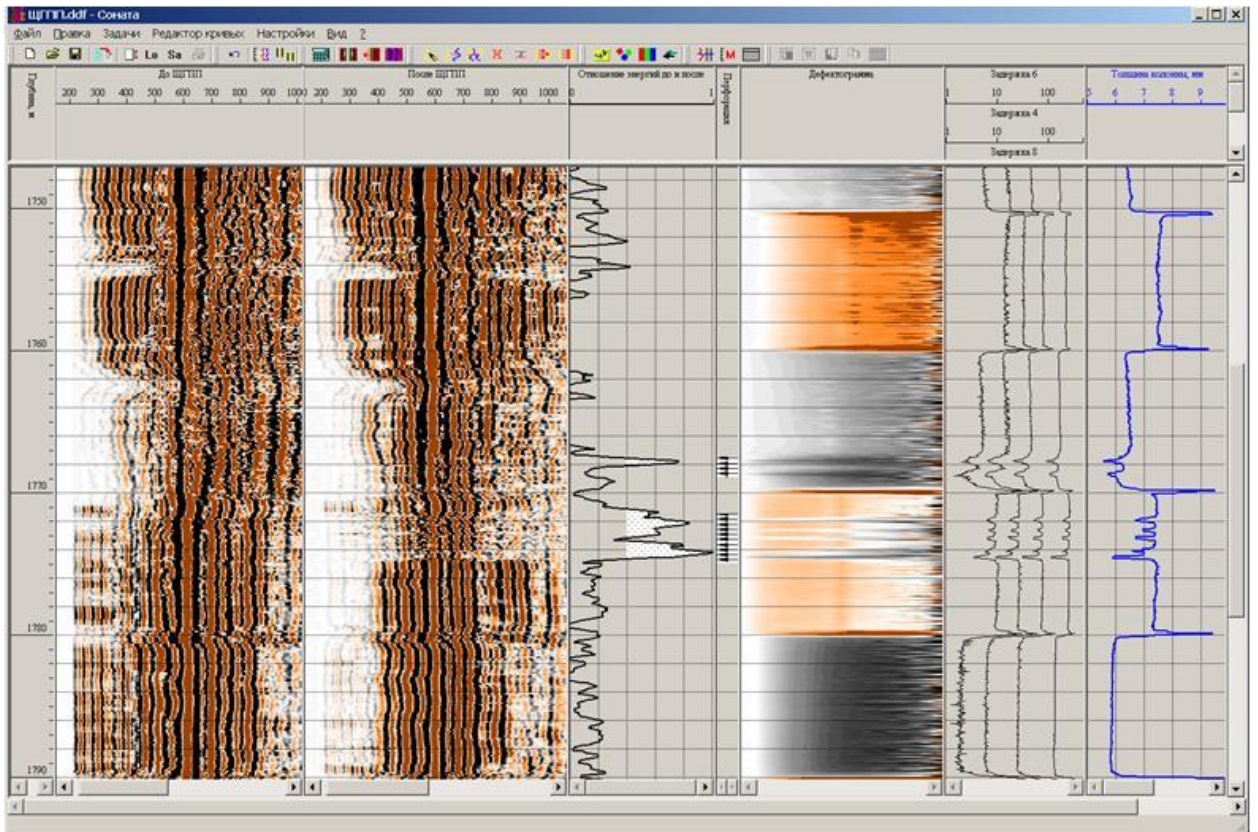 ЩГПП.ddf - Соната
Файл Правка Задачи Редактор кривых Настройки Вид ?
Lo Sa
M
W
Глубина, м
До ЩГПП
200 300 400 500 600 700 800 900 1000
После ЩГПП
200 300 400 500 600 700 800 900 1000
Отношение энергий до и после
0 1
Перфорация
Дефектограмма
Задержка 6
1 10 100
Задержка 4
1 10 100
Задержка 8
Толщина колонны, мм
5 6 7 8 9
1750
1760
1770
1780
1790